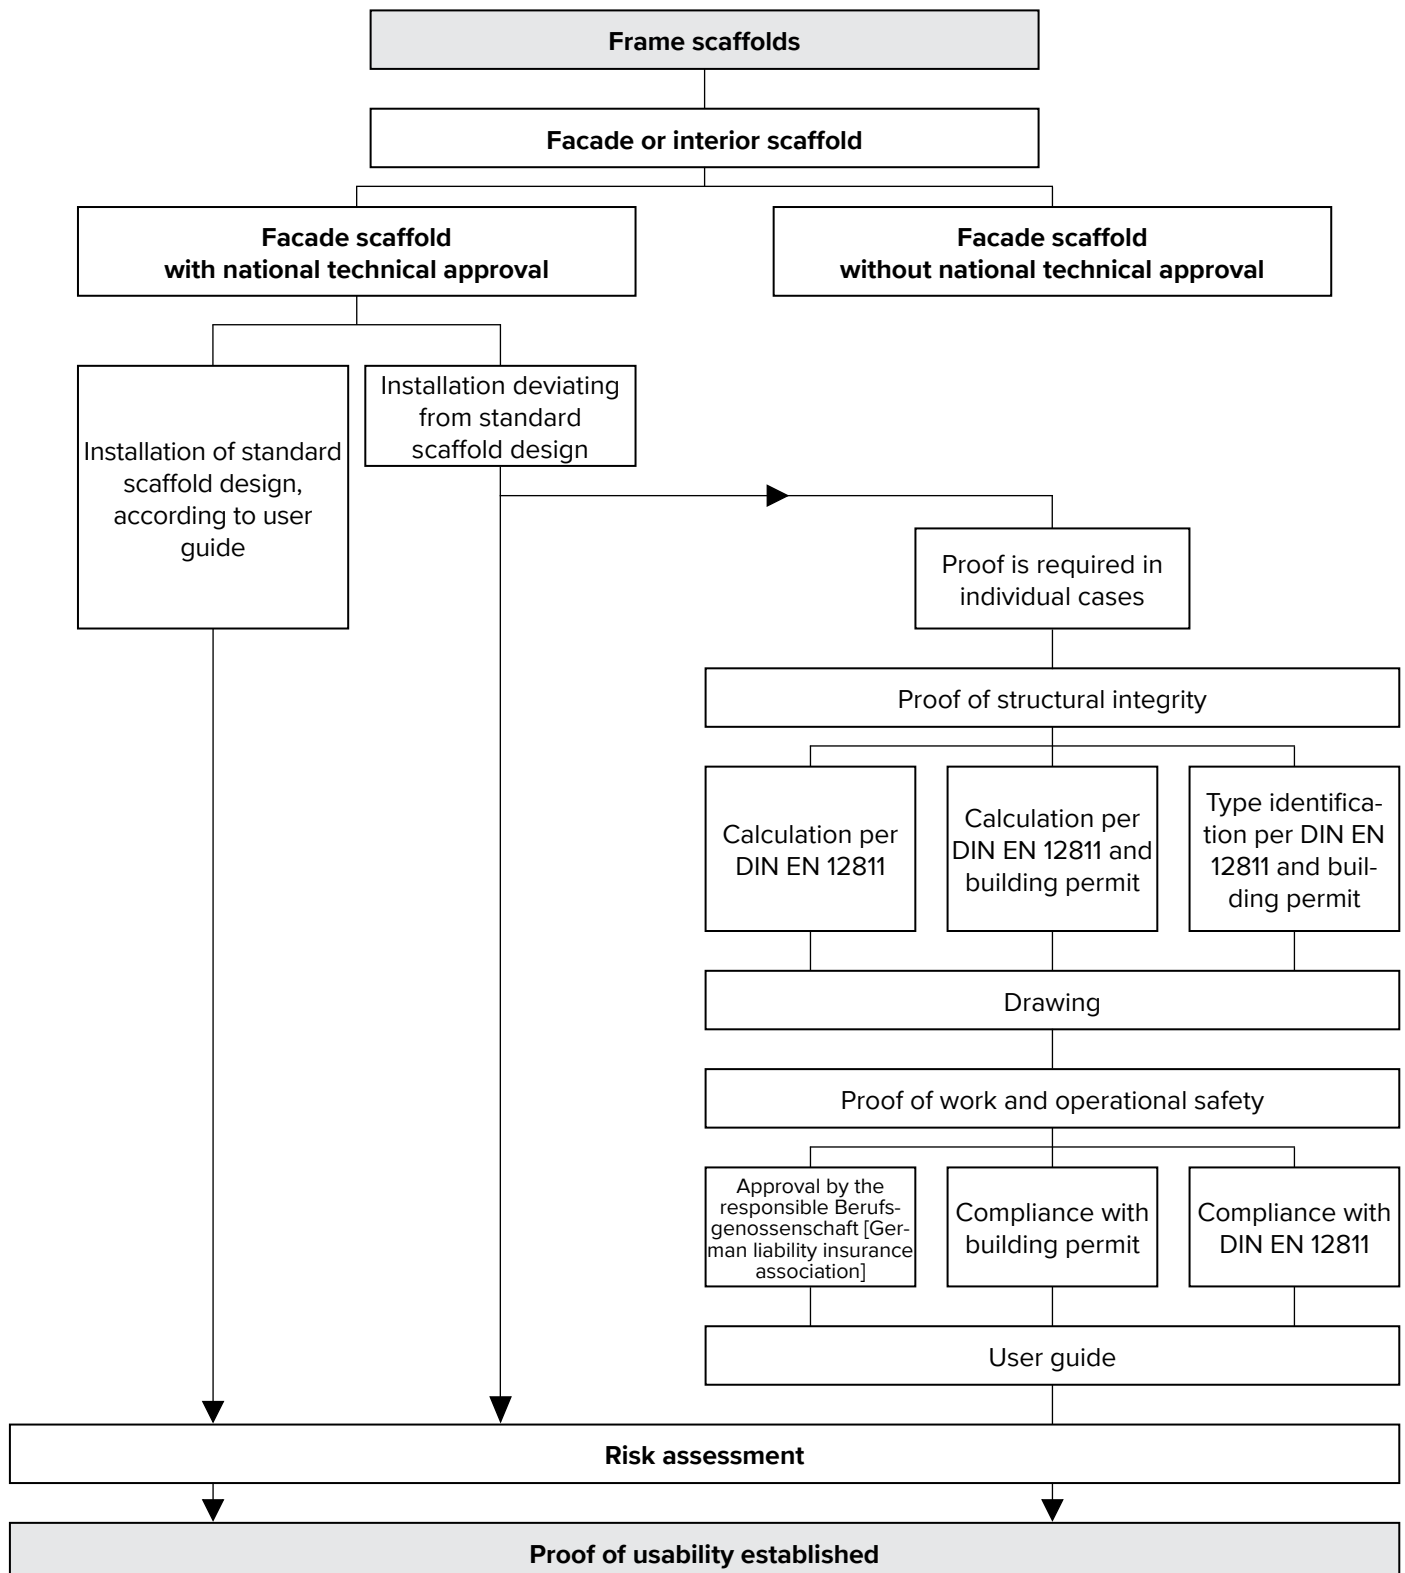 Frame scaffolds
Facade or interior scaffold
Facade scaffold
with national technical approval
Facade scaffold
without national technical approval
Installation of standard
scaffold design,
according to user
guide
Installation deviating
from standard
scaffold design
Proof is required in
individual cases
Proof of structural integrity
Calculation per
DIN EN 12811
Calculation per
DIN EN 12811 and
building permit
Type identifica-
tion per DIN EN
12811 and buil-
ding permit
Drawing
Proof of work and operational safety
Approval by the
responsible Berufs-
genossenschaft [Ger-
man liability insurance
association]
Compliance with
building permit
Compliance with
DIN EN 12811
User guide
Risk assessment
Proof of usability established